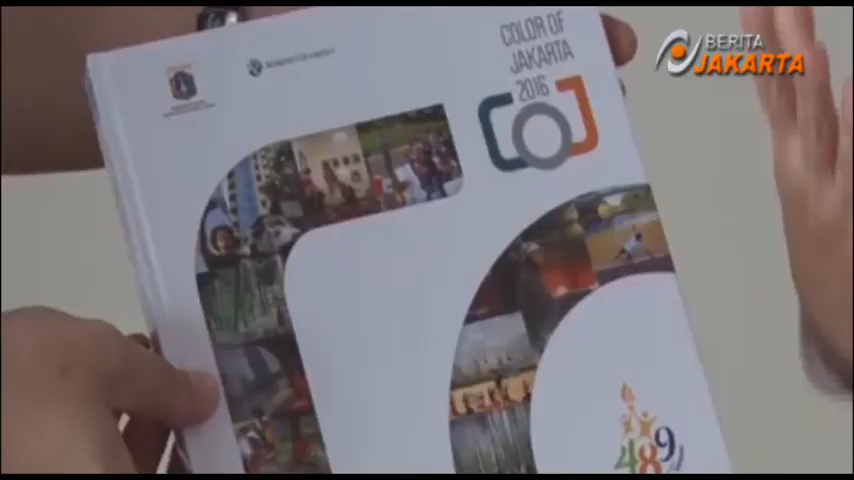 COLOR OF
JAKARTA
2016
BERITA
JAKARTA
489